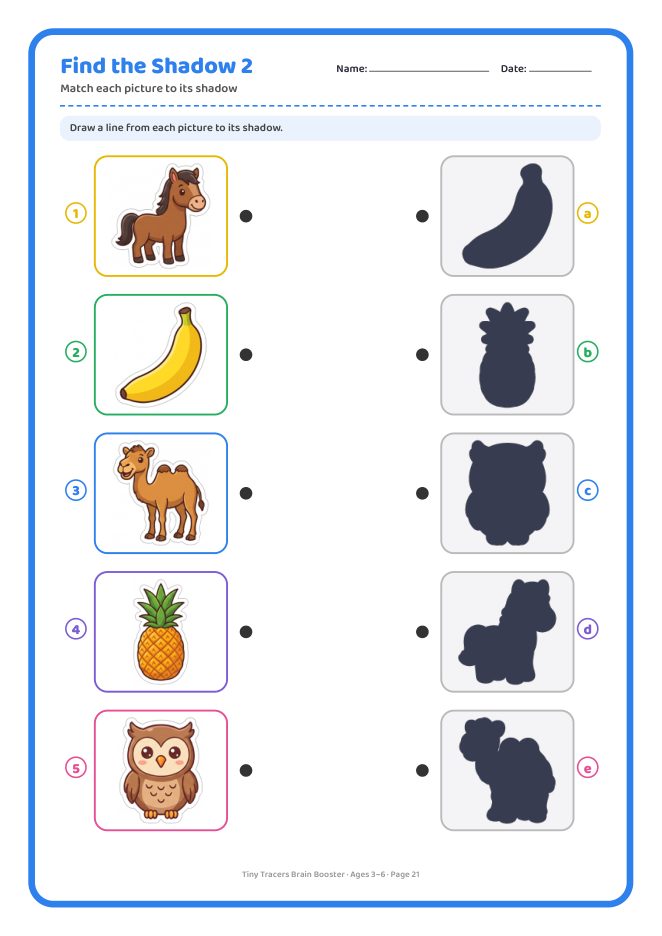 Find the Shadow 2
Name: Date:
Match each picture to its shadow
Draw a line from each picture to its shadow.
1 a
2 b
3 c
4 d
5 e
Tiny Tracers Brain Booster · Ages 3–6 · Page 21